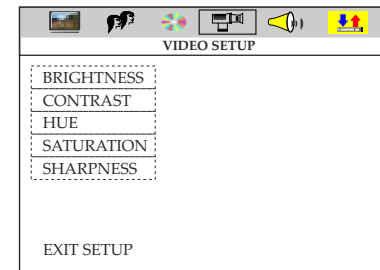 VIDEO SETUP
BRIGHTNESS
CONTRAST
HUE
SATURATION
SHARPNESS
EXIT SETUP